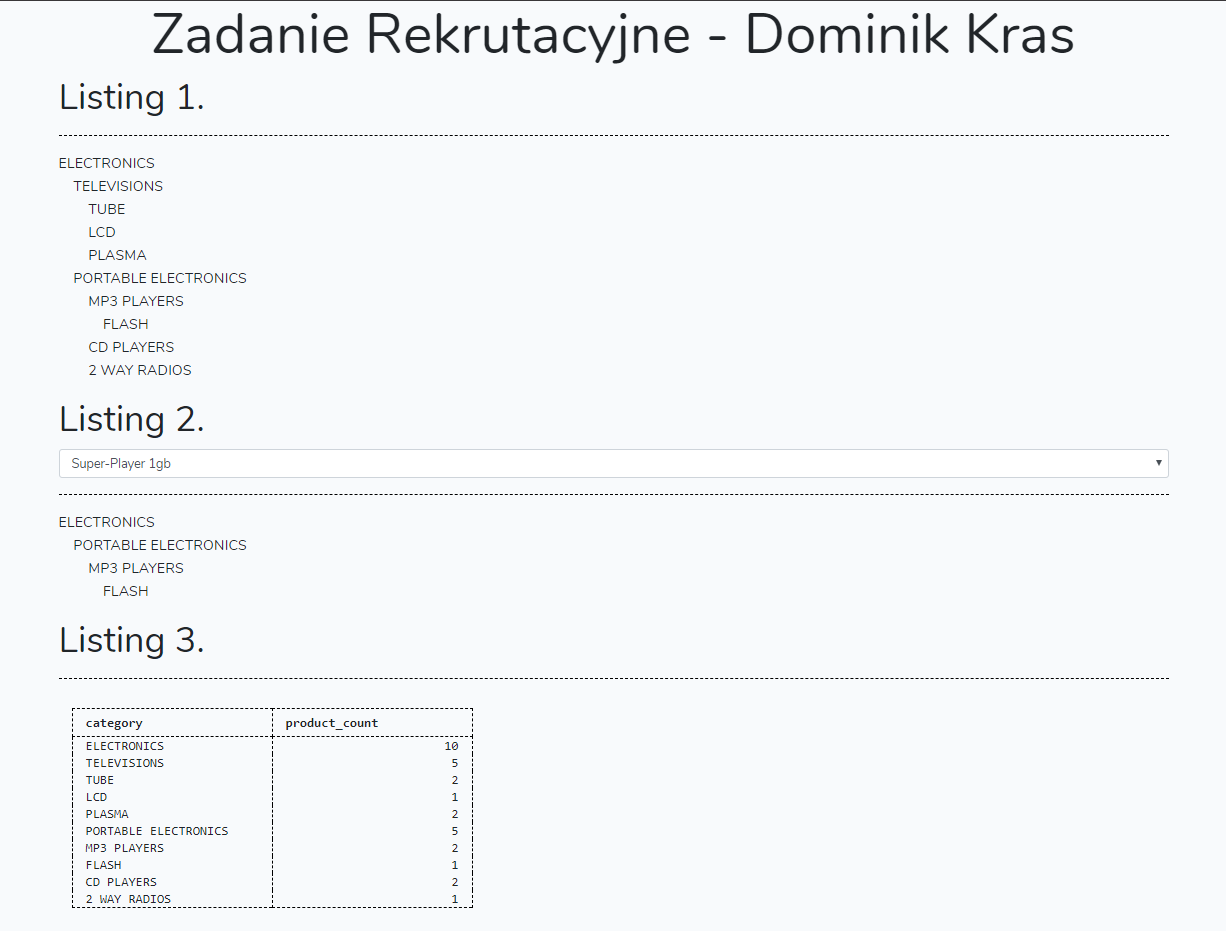 Zadanie Rekrutacyjne - Dominik Kras
Listing 1.
ELECTRONICS
TELEVISIONS
TUBE
LCD
PLASMA
PORTABLE ELECTRONICS
MP3 PLAYERS
FLASH
CD PLAYERS
2 WAY RADIOS
Listing 2.
Super-Player 1gb
ELECTRONICS
PORTABLE ELECTRONICS
MP3 PLAYERS
FLASH
Listing 3.
category product_count
ELECTRONICS 10
TELEVISIONS 5
TUBE 2
LCD 1
PLASMA 2
PORTABLE ELECTRONICS 5
MP3 PLAYERS 2
FLASH 1
CD PLAYERS 2
2 WAY RADIOS 1